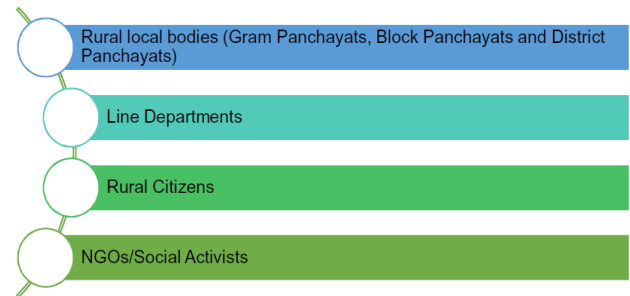 Rural local bodies (Gram Panchayats, Block Panchayats and District
Panchayats)
Line Departments
Rural Citizens
NGOs/Social Activists